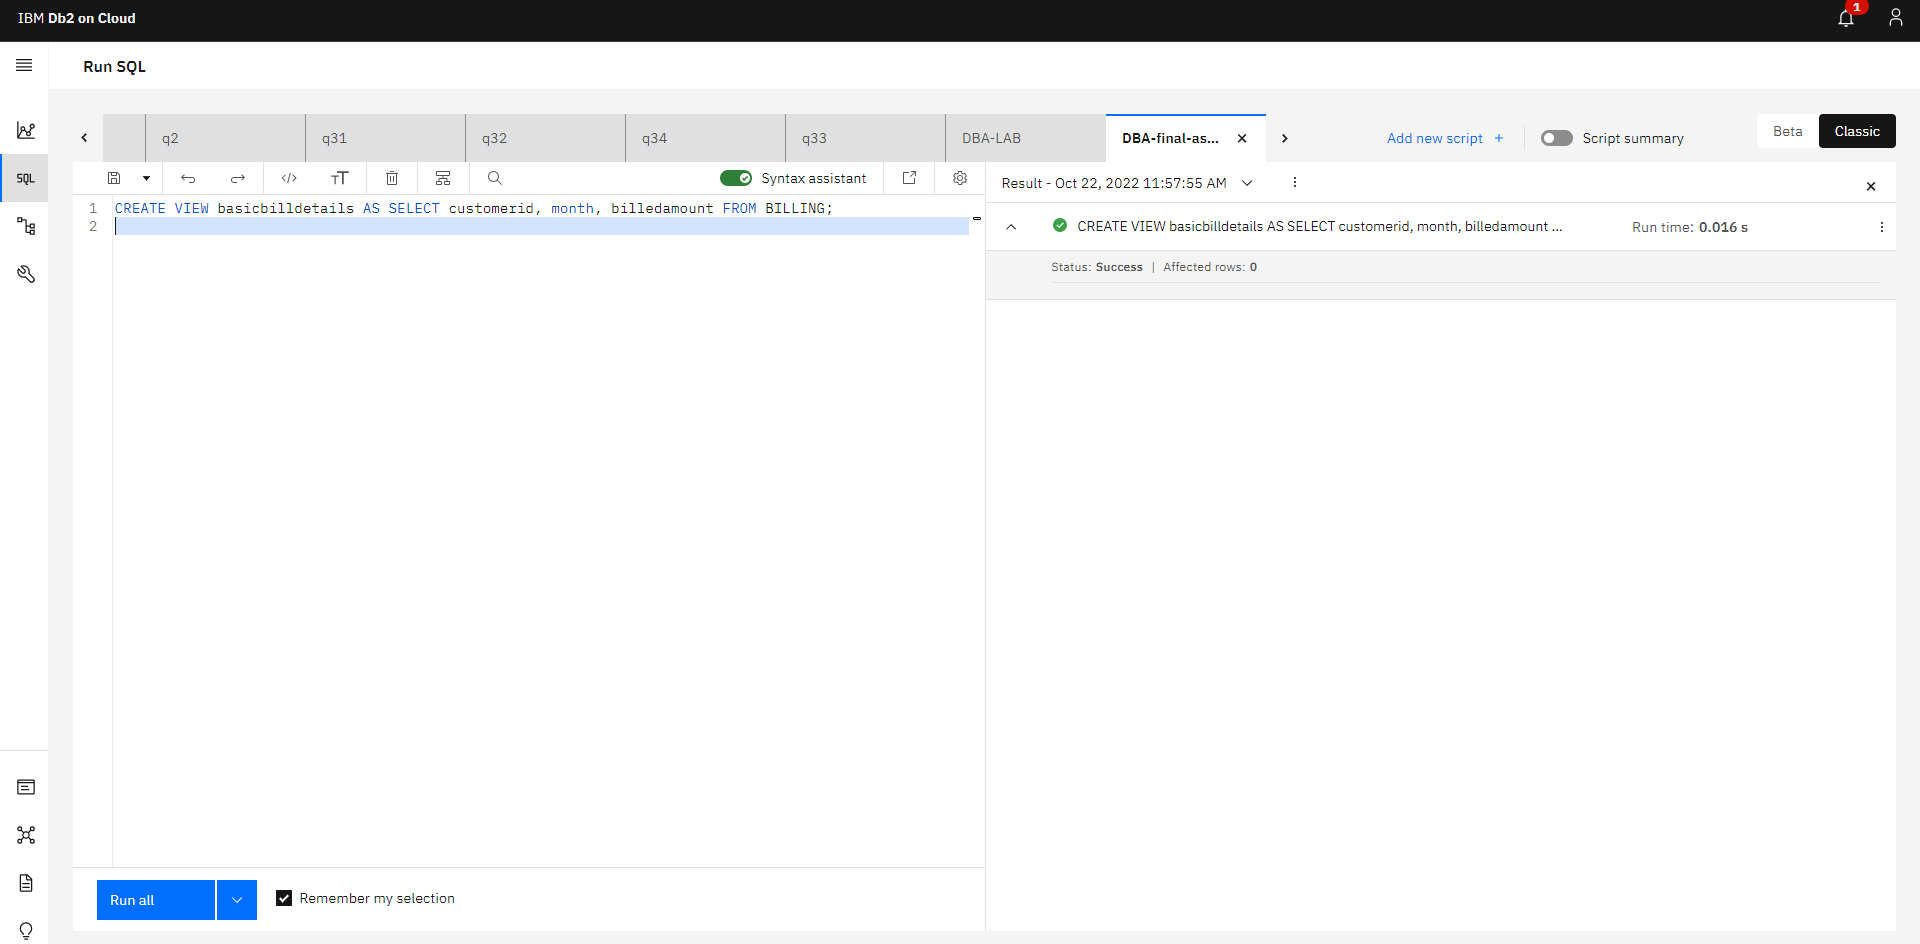 IBM Db2 on Cloud
1
Run SQL
q2
q31
q32
q34
q33
DBA-LAB
DBA-final-as...
Add new script +
Script summary
Beta
Classic
SQL
Syntax assistant
Result - Oct 22, 2022 11:57:55 AM
1 CREATE VIEW basicbilldetails AS SELECT customerid, month, billedamount FROM BILLING;
2
CREATE VIEW basicbilldetails AS SELECT customerid, month, billedamount ...
Run time: 0.016 s
Status: Success | Affected rows: 0
Run all
Remember my selection